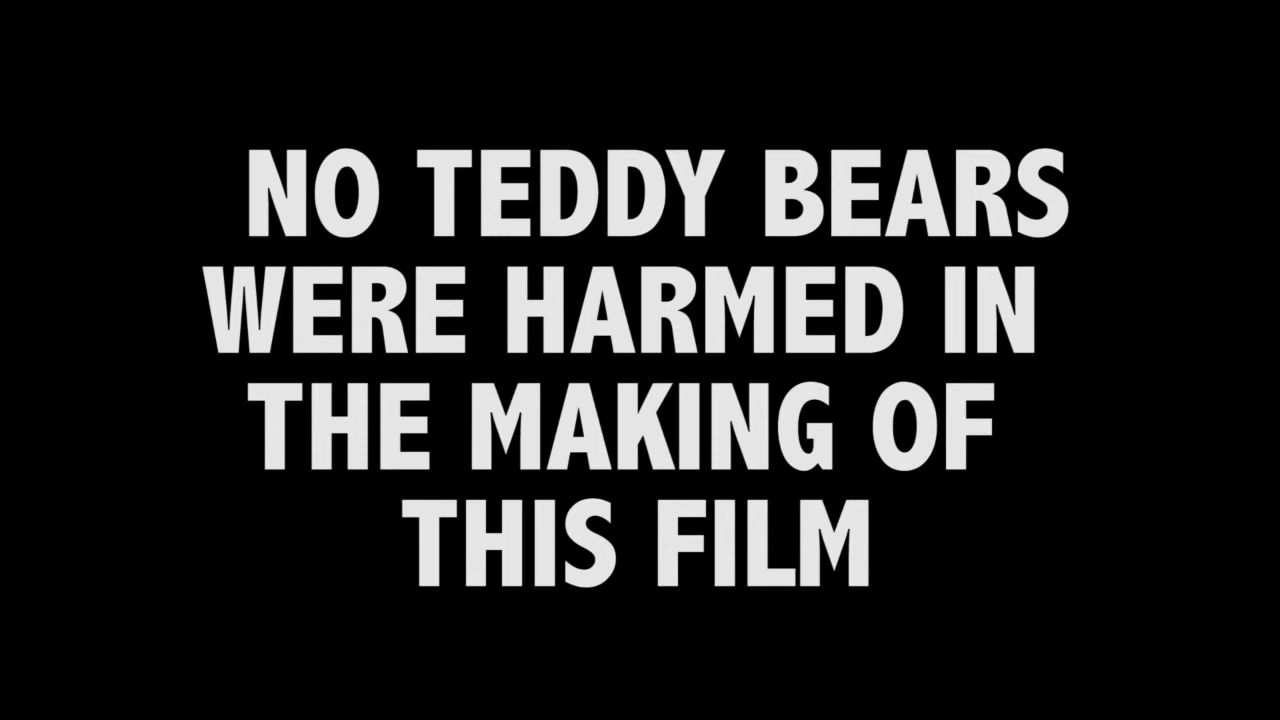 NO TEDDY BEARS
WERE HARMED IN
THE MAKING OF
THIS FILM